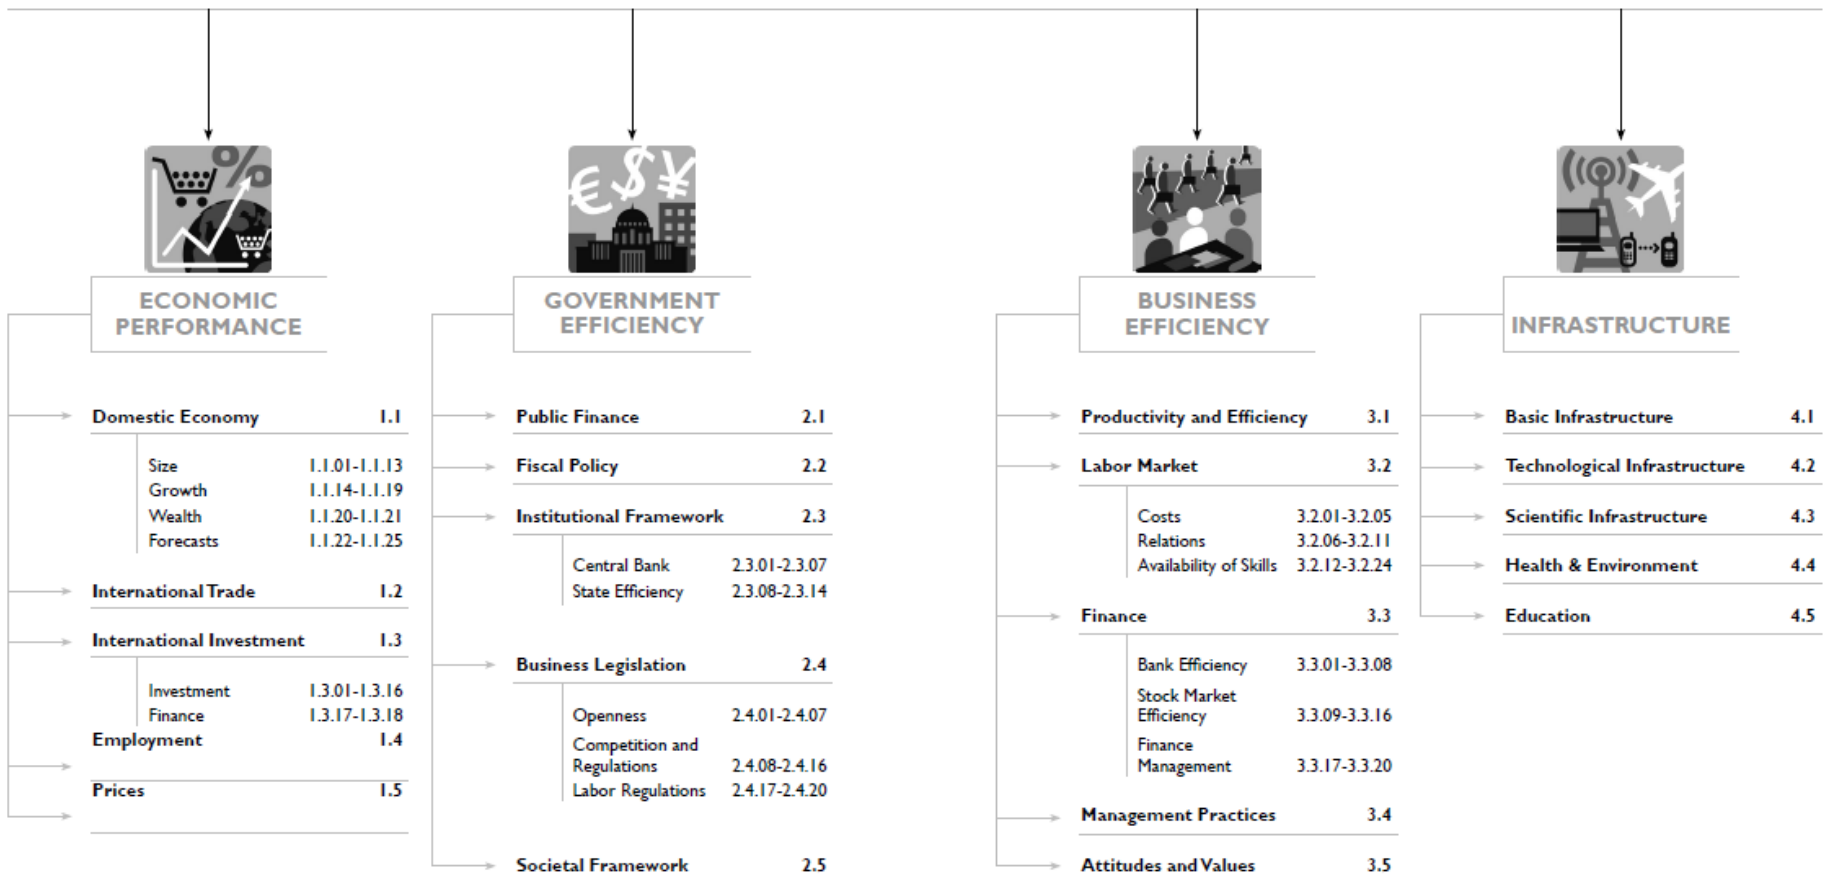 % 
€ $ ¥
ECONOMIC
PERFORMANCE
Domestic Economy 1.1
Size 1.1.01-1.1.13
Growth 1.1.14-1.1.19
Wealth 1.1.20-1.1.21
Forecasts 1.1.22-1.1.25
International Trade 1.2
International Investment 1.3
Investment 1.3.01-1.3.16
Finance 1.3.17-1.3.18
Employment 1.4
Prices 1.5
GOVERNMENT
EFFICIENCY
Public Finance 2.1
Fiscal Policy 2.2
Institutional Framework 2.3
Central Bank 2.3.01-2.3.07
State Efficiency 2.3.08-2.3.14
Business Legislation 2.4
Openness 2.4.01-2.4.07
Competition and
Regulations 2.4.08-2.4.16
Labor Regulations 2.4.17-2.4.20
Societal Framework 2.5
BUSINESS
EFFICIENCY
Productivity and Efficiency 3.1
Labor Market 3.2
Costs 3.2.01-3.2.05
Relations 3.2.06-3.2.11
Availability of Skills 3.2.12-3.2.24
Finance 3.3
Bank Efficiency 3.3.01-3.3.08
Stock Market
Efficiency 3.3.09-3.3.16
Finance
Management 3.3.17-3.3.20
Management Practices 3.4
Attitudes and Values 3.5
INFRASTRUCTURE
Basic Infrastructure 4.1
Technological Infrastructure 4.2
Scientific Infrastructure 4.3
Health & Environment 4.4
Education 4.5